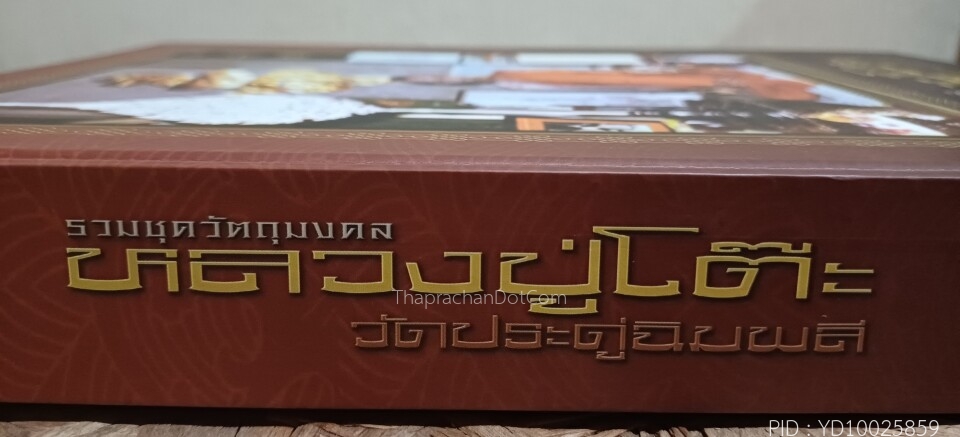 รวมชุดวัตถุมงคล
หลวงปู่โต๊ะ
ThaprachanDotCom
วัดประดู่ฉิมพลี
PID : YD10025859